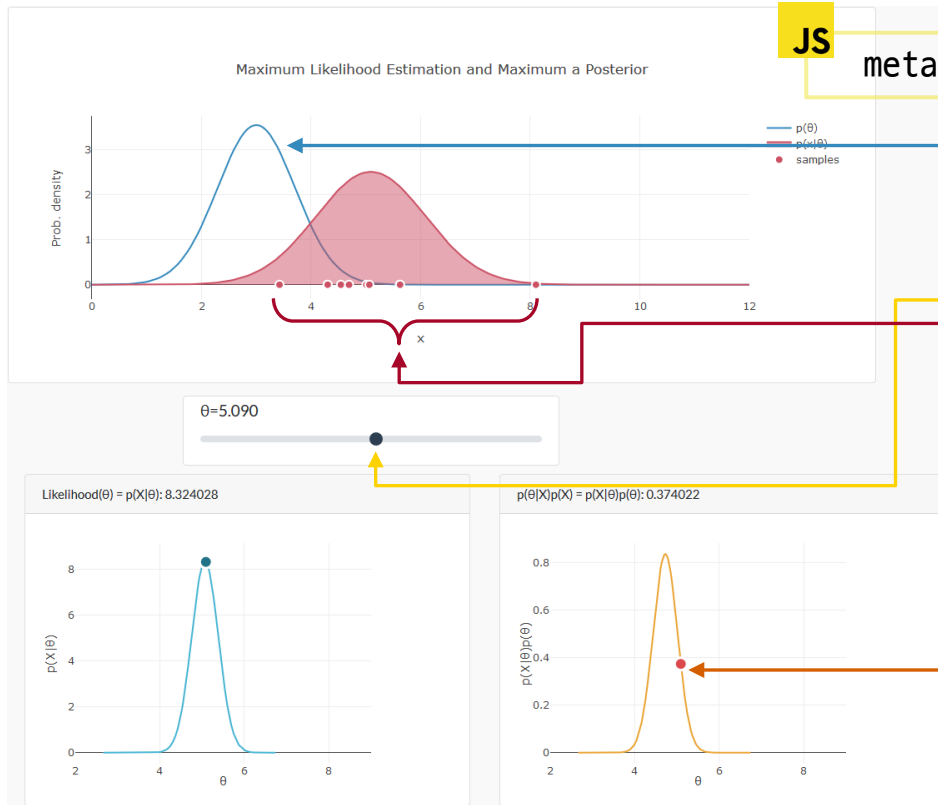 JS
meta
Maximum Likelihood Estimation and Maximum a Posterior
p(θ)
p(x|θ)
samples
Prob. density
3
2
1
0
0 2 4 6 8 10 12
x
θ=5.090
Likelihood(θ) = p(X|θ): 8.324028
p(X|θ)
8
6
4
2
0
2 4 6 8
θ
p(θ|X)p(X) = p(X|θ)p(θ): 0.374022
p(X|θ)p(θ)
0.8
0.6
0.4
0.2
0
2 4 6 8
θ